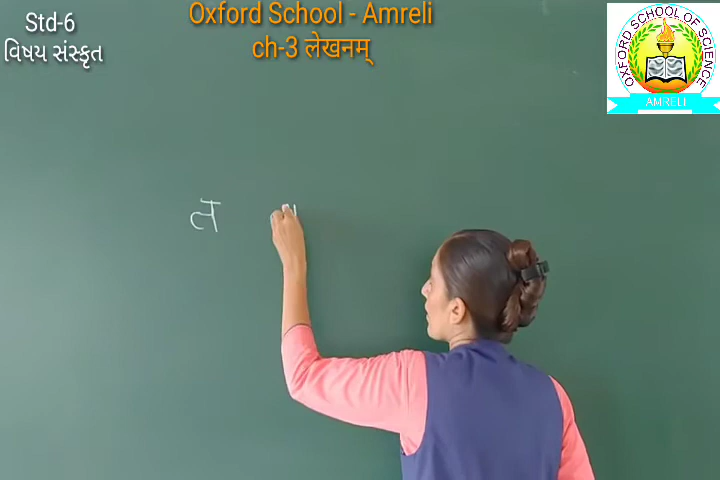 Std-6
વિષય સંસ્કૃત
Oxford School - Amreli
ch-3 लेखनम्
OXFORD SCHOOL OF SCIENCE
AMRELI
त